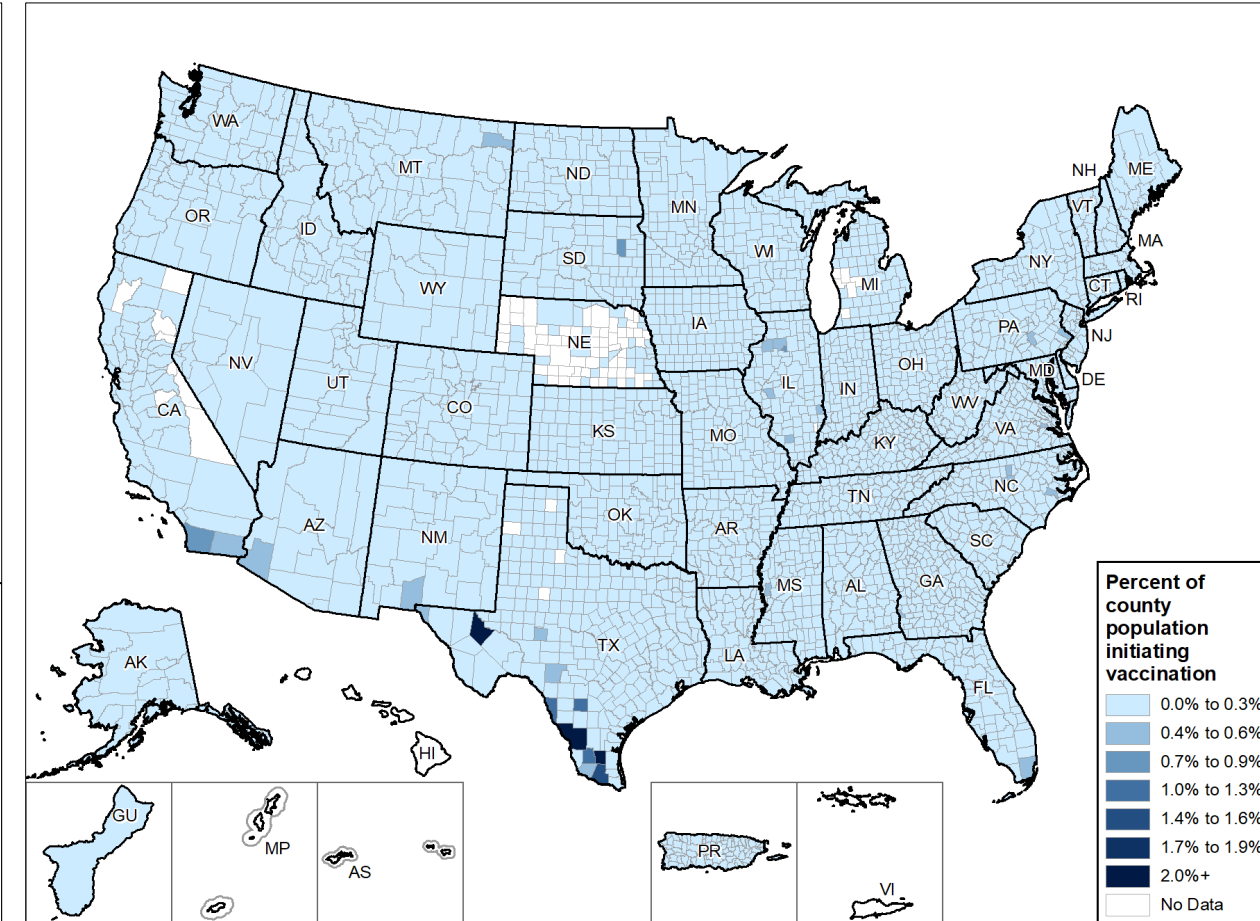 WA
MT
ND
MN
OR
ID
SD
WI
WY
NH
ME
VT
MA
NY
MI
CT
RI
NV
UT
CO
NE
IA
PA
NJ
CA
KS
MO
IL
IN
OH
MD
DE
WV
VA
KY
AZ
NM
OK
AR
TN
NC
SC
MS
AL
GA
TX
LA
FL
AK
HI
GU
MP
AS
PR
VI
Percent of
county
population
initiating
vaccination
0.0% to 0.3%
0.4% to 0.6%
0.7% to 0.9%
1.0% to 1.3%
1.4% to 1.6%
1.7% to 1.9%
2.0%+
No Data